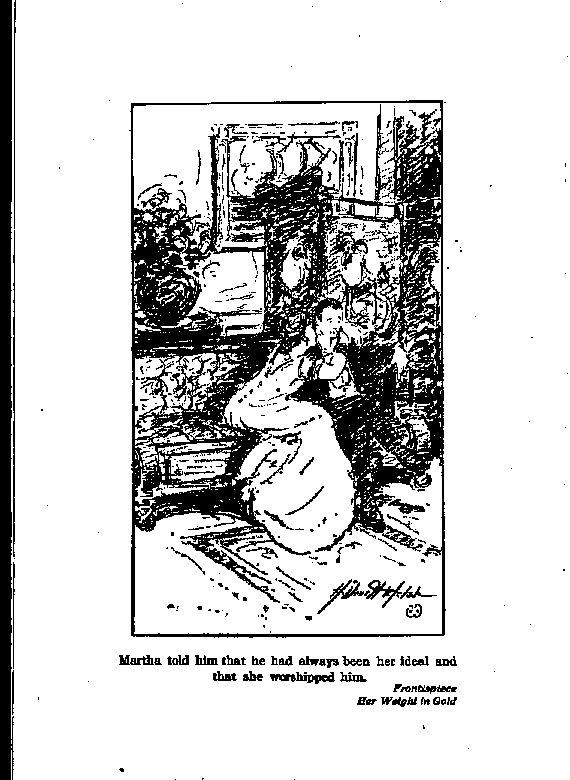 Martha told him that he had always been her ideal and
that she worshipped him.
Frontispiece
Her Weight in Gold